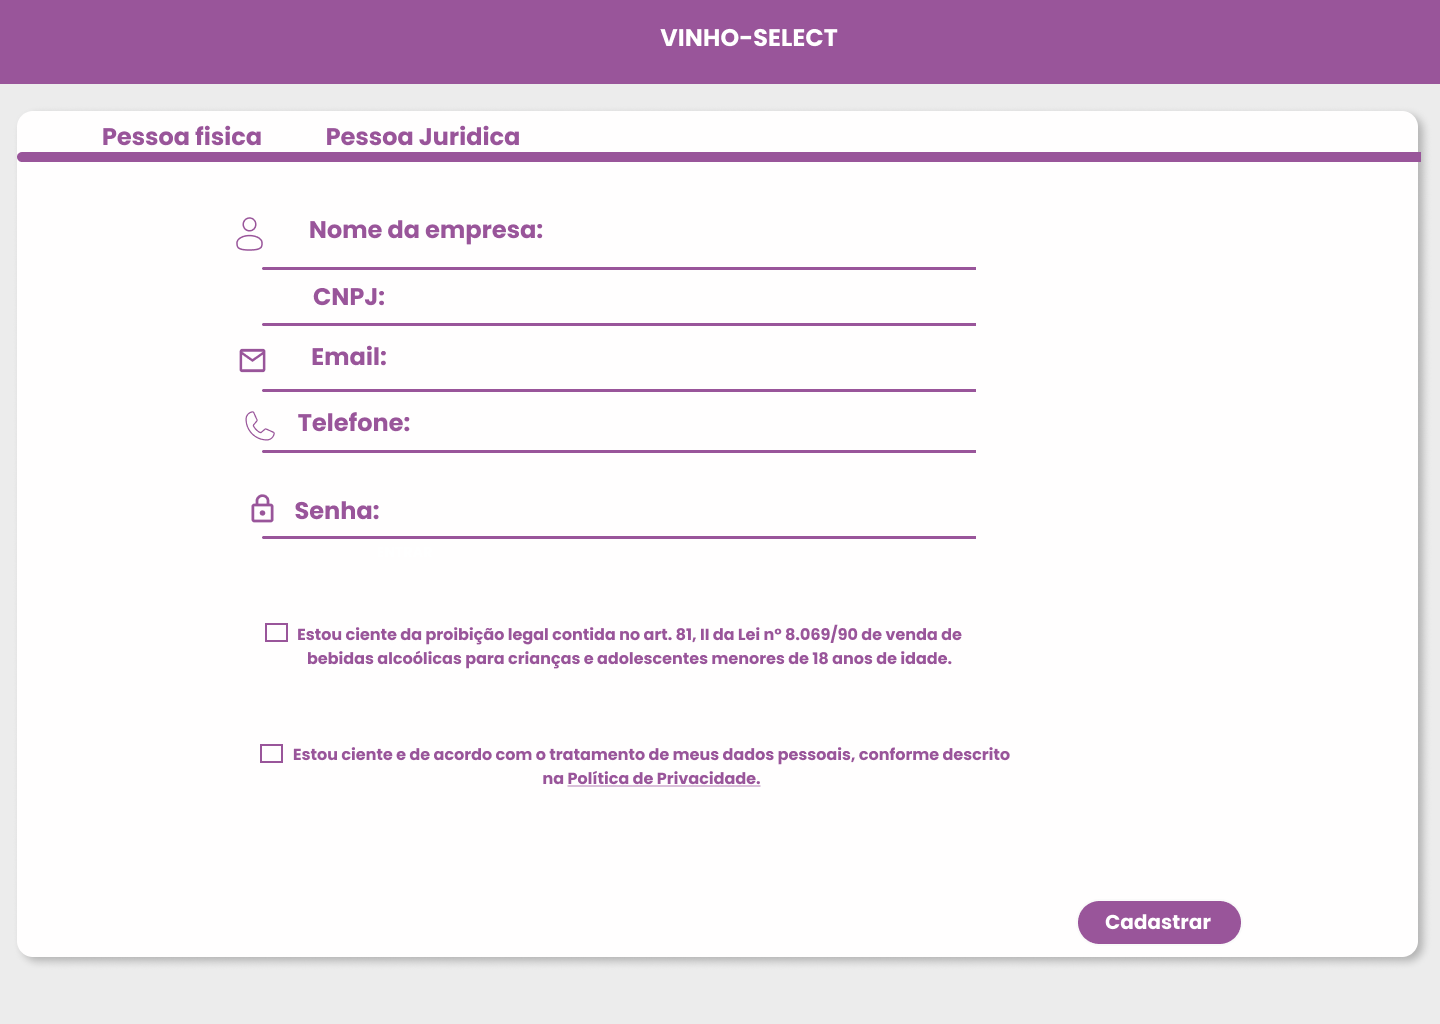 VINHO-SELECT
Pessoa fisica
Pessoa Juridica
Nome da empresa:
CNPJ:
Email:
Telefone:
Senha:
Estou ciente da proibição legal contida no art. 81, II da Lei n° 8.069/90 de venda de
bebidas alcoólicas para crianças e adolescentes menores de 18 anos de idade.
Estou ciente e de acordo com o tratamento de meus dados pessoais, conforme descrito
na Política de Privacidade.
Cadastrar